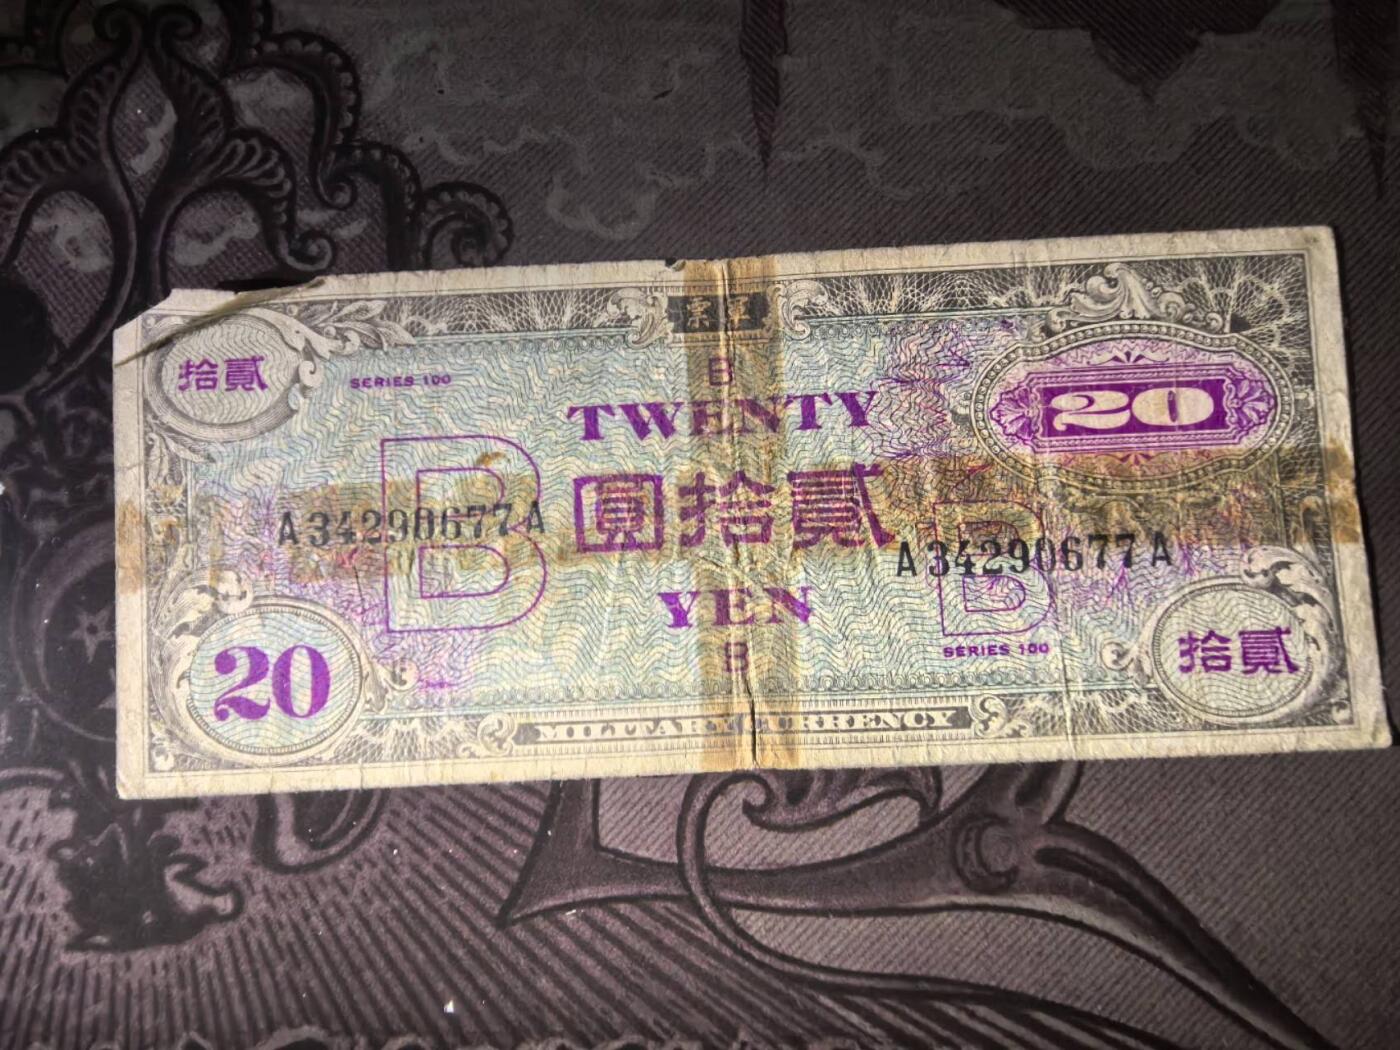 票軍
拾貳
SERIES 100
B
20
TWENTY
B
圓拾貳
B
A34290677A
A34290677A
YEN
B
SERIES 100
20
拾貳
MILITARY CURRENCY